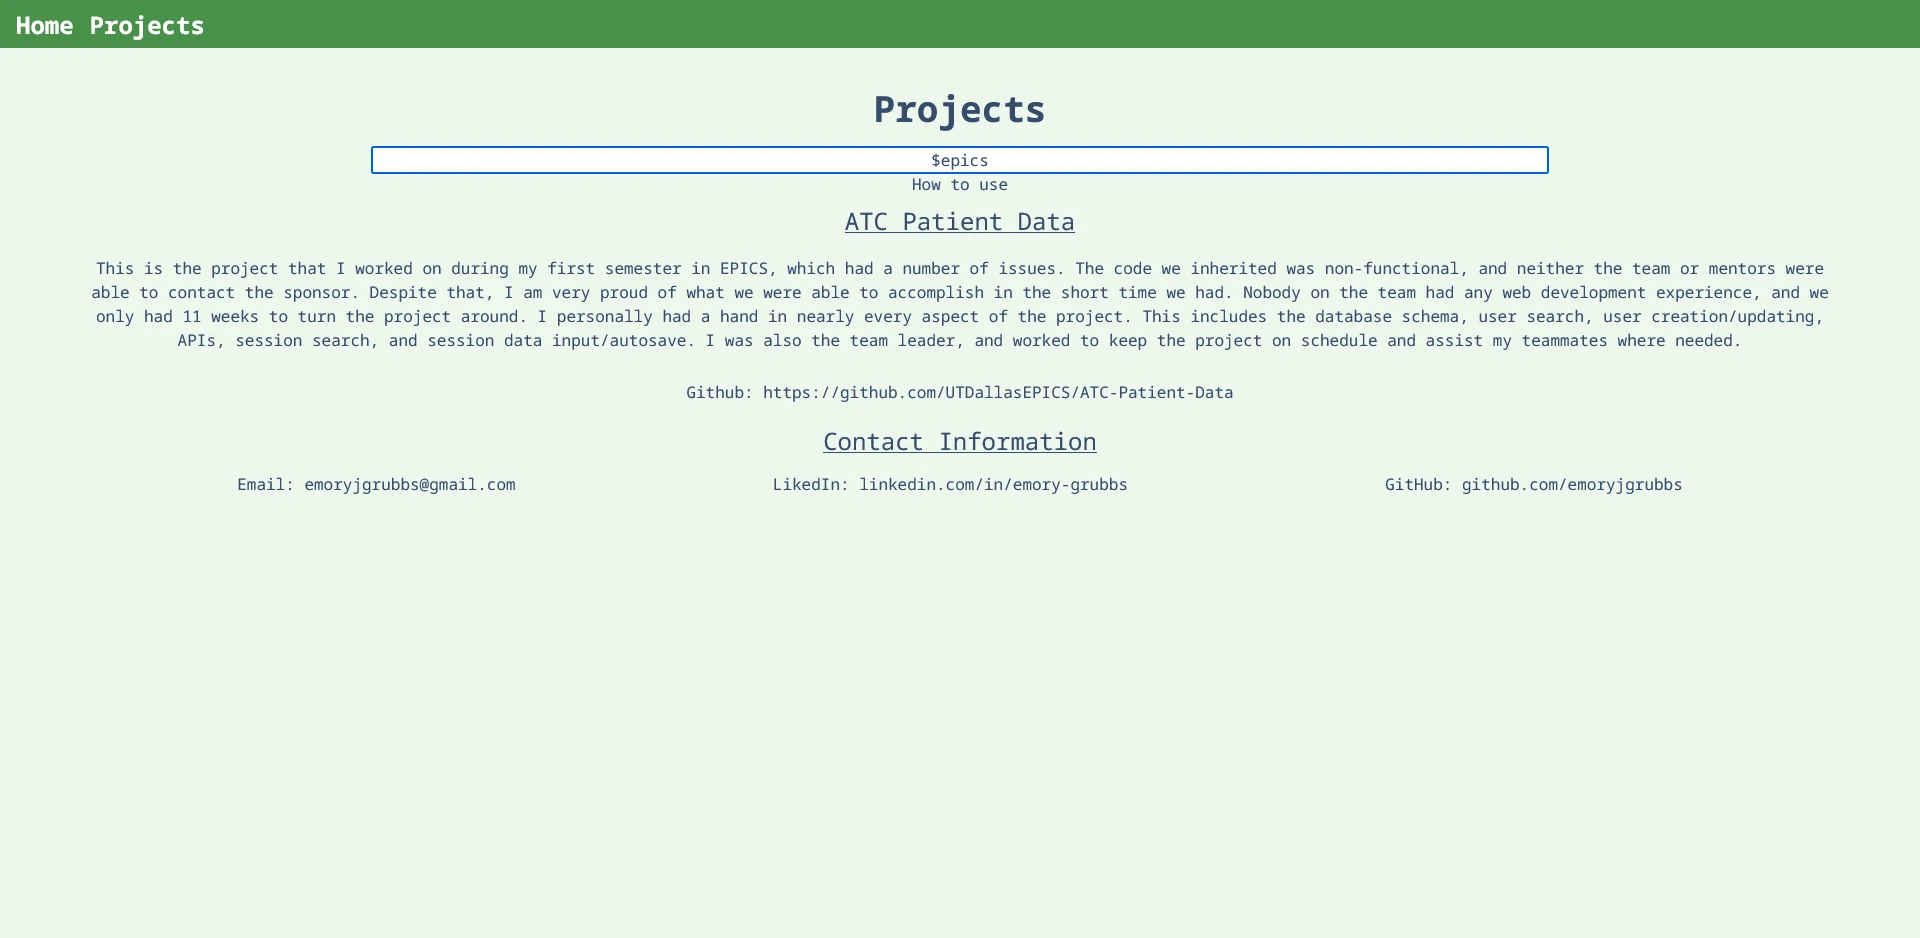 Home Projects
Projects
$epics
How to use
ATC Patient Data
This is the project that I worked on during my first semester in EPICS, which had a number of issues. The code we inherited was non-functional, and neither the team or mentors were
able to contact the sponsor. Despite that, I am very proud of what we were able to accomplish in the short time we had. Nobody on the team had any web development experience, and we
only had 11 weeks to turn the project around. I personally had a hand in nearly every aspect of the project. This includes the database schema, user search, user creation/updating,
APIs, session search, and session data input/autosave. I was also the team leader, and worked to keep the project on schedule and assist my teammates where needed.
Github: https://github.com/UTDallasEPICS/ATC-Patient-Data
Contact Information
Email: emoryjgrubbs@gmail.com LikedIn: linkedin.com/in/emory-grubbs GitHub: github.com/emoryjgrubbs